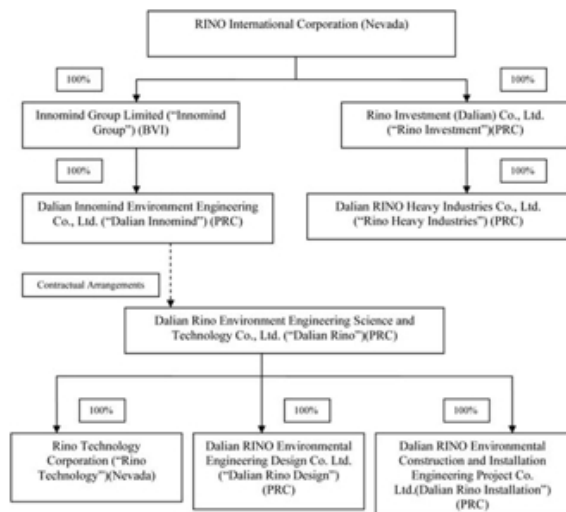 RINO International Corporation (Nevada)
100%
100%
Innomind Group Limited (“Innomind
Group”) (BVI)
Rino Investment (Dalian) Co., Ltd.
(“Rino Investment”)(PRC)
100%
100%
Dalian Innomind Environment Engineering
Co., Ltd. (“Dalian Innomind”) (PRC)
Dalian RINO Heavy Industries Co., Ltd.
(“Rino Heavy Industries”) (PRC)
Contractual Arrangements
Dalian Rino Environment Engineering Science and
Technology Co., Ltd. (“Dalian Rino”)(PRC)
100%
100%
100%
Rino Technology
Corporation (“Rino
Technology”)(Nevada)
Dalian RINO Environmental
Engineering Design Co. Ltd.
(“Dalian Rino Design”)
(PRC)
Dalian RINO Environmental
Construction and Installation
Engineering Project Co.
Ltd.(Dalian Rino Installation”)
(PRC)